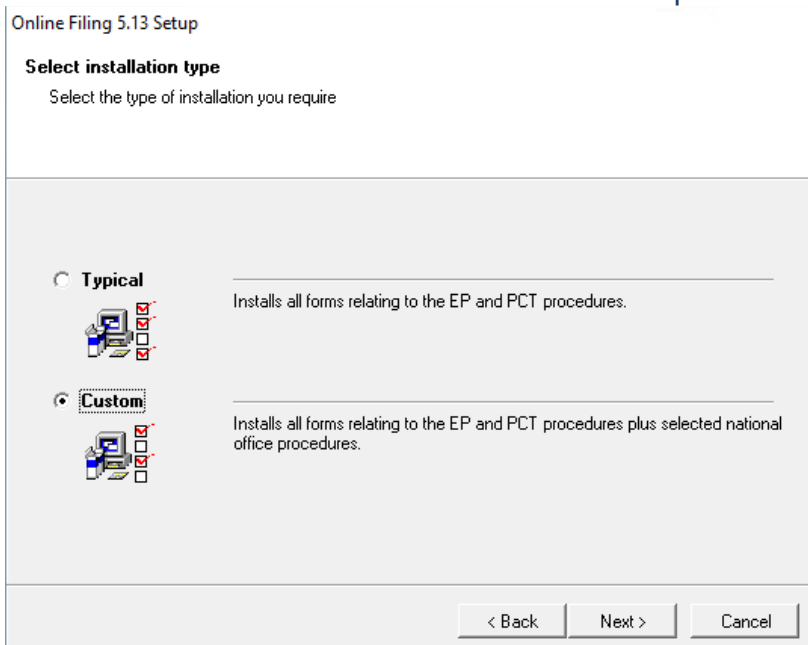 Online Filing 5.13 Setup
Select installation type
Select the type of installation you require
Typical
Installs all forms relating to the EP and PCT procedures.
Custom
Installs all forms relating to the EP and PCT procedures plus selected national
office procedures.
< Back
Next >
Cancel